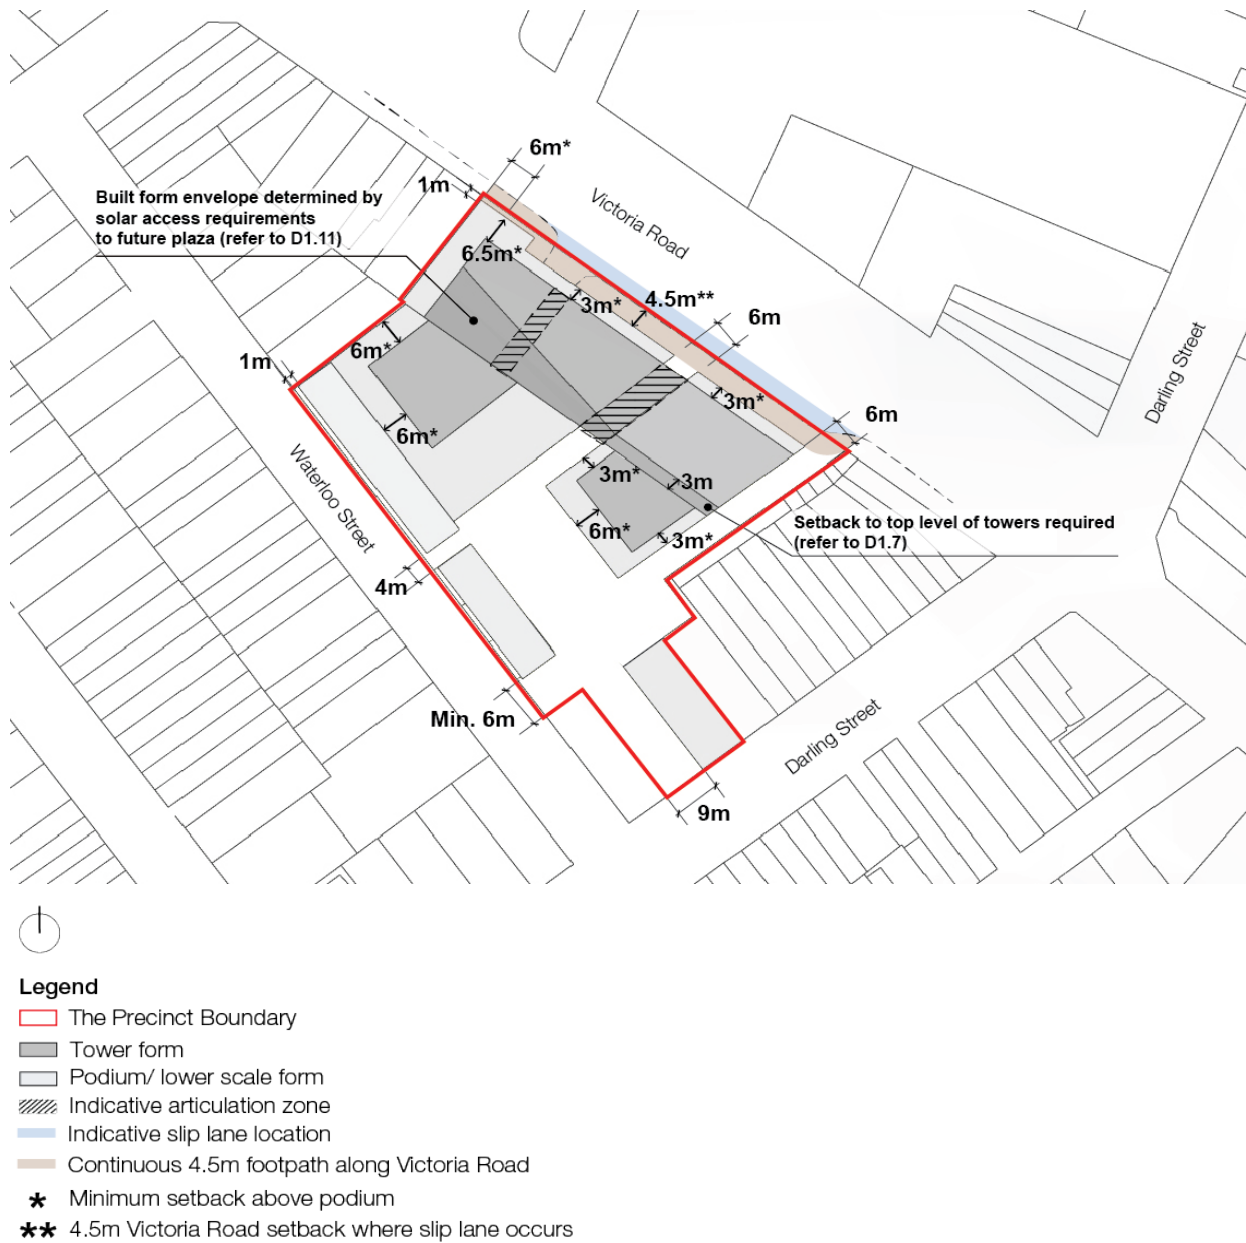 6m*
1m
Victoria Road
Built form envelope determined by
solar access requirements
to future plaza (refer to D1.11)
6.5m*
3m*
4.5m**
6m
6m*
1m
3m*
6m
Darling Street
6m*
Waterloo Street
3m*
3m
6m*
3m*
Setback to top level of towers required
(refer to D1.7)
4m
Min. 6m
Darling Street
9m
Legend
The Precinct Boundary
Tower form
Podium/ lower scale form
Indicative articulation zone
Indicative slip lane location
Continuous 4.5m footpath along Victoria Road
* Minimum setback above podium
** 4.5m Victoria Road setback where slip lane occurs